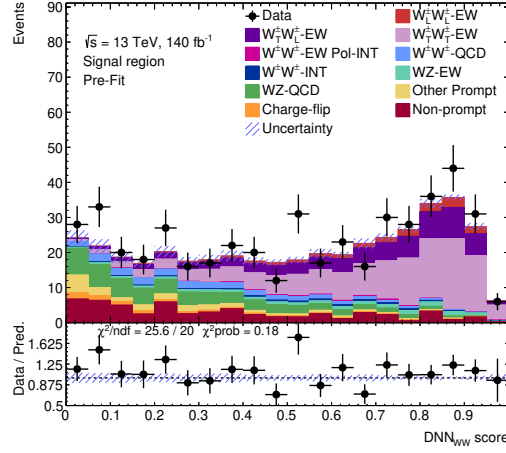 Events
90
80
70
60
50
40
30
20
10
0
√s = 13 TeV, 140 fb⁻¹
Signal region
Pre-Fit
Data
W±TW±L-EW
W±W±-EW Pol-INT
W±W±-INT
WZ-QCD
Charge-flip
Uncertainty
W±LW±L-EW
W±TW±T-EW
W±W±-QCD
WZ-EW
Other Prompt
Non-prompt
χ²/ndf = 25.6 / 20 χ²prob = 0.18
Data / Pred.
1.625
1.25
0.875
0.5
0 0.1 0.2 0.3 0.4 0.5 0.6 0.7 0.8 0.9
DNN_WW score